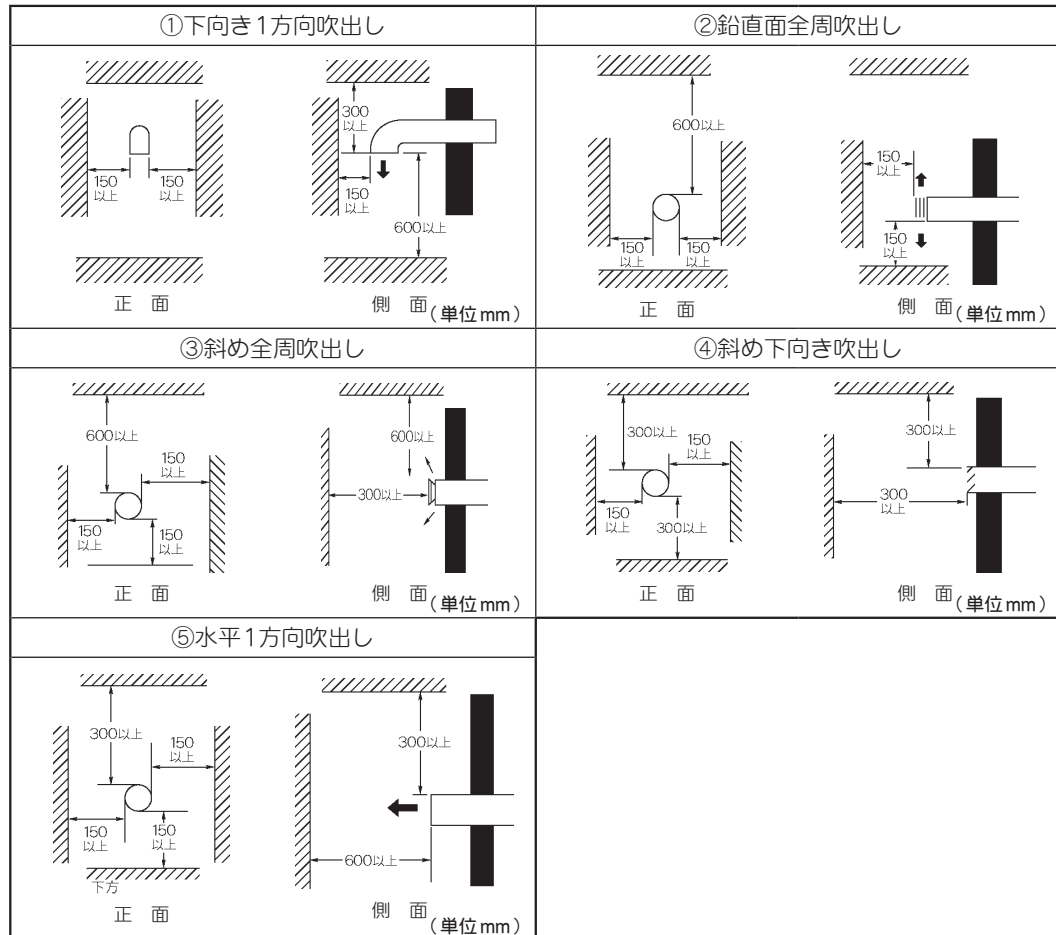 ①下向き1方向吹出し
300
以上
150
以上
150
以上
150
以上
600以上
正 面
側 面
(単位mm)
②鉛直面全周吹出し
600以上
150
以上
150
以上
150
以上
150
以上
正 面
側 面
(単位mm)
③斜め全周吹出し
600以上
150
以上
150
以上
150
以上
600以上
300以上
正 面
側 面
(単位mm)
④斜め下向き吹出し
300以上
150
以上
150
以上
300以上
300以上
300
以上
正 面
側 面
(単位mm)
⑤水平1方向吹出し
300以上
150
以上
150
以上
150
以上
下方
300以上
600以上
正 面
側 面
(単位mm)